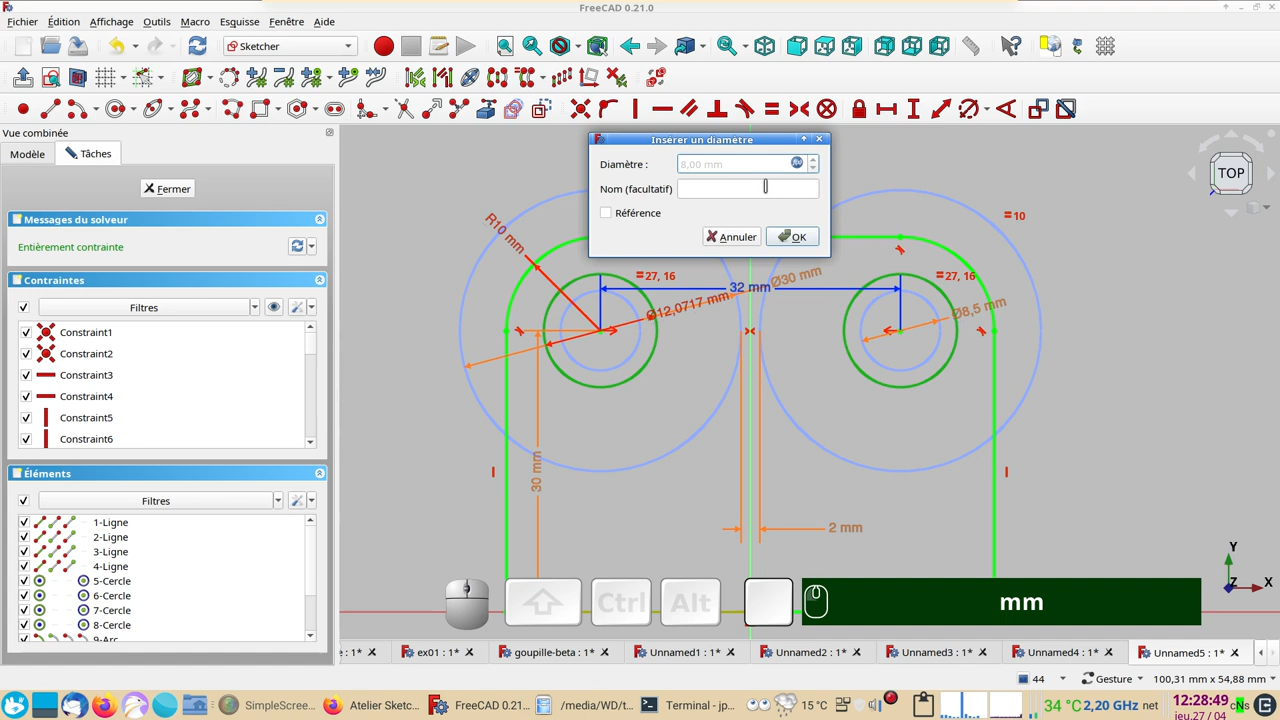 FreeCAD 0.21.0
Fichier Édition Affichage Outils Macro Esquisse Fenêtre Aide
Sketcher
Vue combinée
Modèle Tâches
Fermer
Messages du solveur
Entièrement contrainte
Contraintes
Filtres
Constraint1
Constraint2
Constraint3
Constraint4
Constraint5
Constraint6
Éléments
Filtres
1-Ligne
2-Ligne
3-Ligne
4-Ligne
5-Cercle
6-Cercle
7-Cercle
8-Cercle
9-Arc
Insérer un diamètre
Diamètre : 8,00 mm
Nom (facultatif)
Référence
Annuler OK
TOP
R10 mm
=10
=27, 16
=27, 16
32 mm
Ø30 mm
Ø12,0717 mm
Ø8,5 mm
30 mm
2 mm
Y
Z X
Ctrl Alt
mm
e : 1* ex01 : 1* goupille-beta : 1* Unnamed1 : 1* Unnamed2 : 1* Unnamed3 : 1* Unnamed4 : 1* Unnamed5 : 1*
44 Gesture 100,31 mm x 54,88 mm
SimpleScree... Atelier Sketc... FreeCAD 0.21... /media/WD/t... Terminal - jp... 15 °C 34 °C 2,20 GHz net 12:28:49
jeu.27 / 04